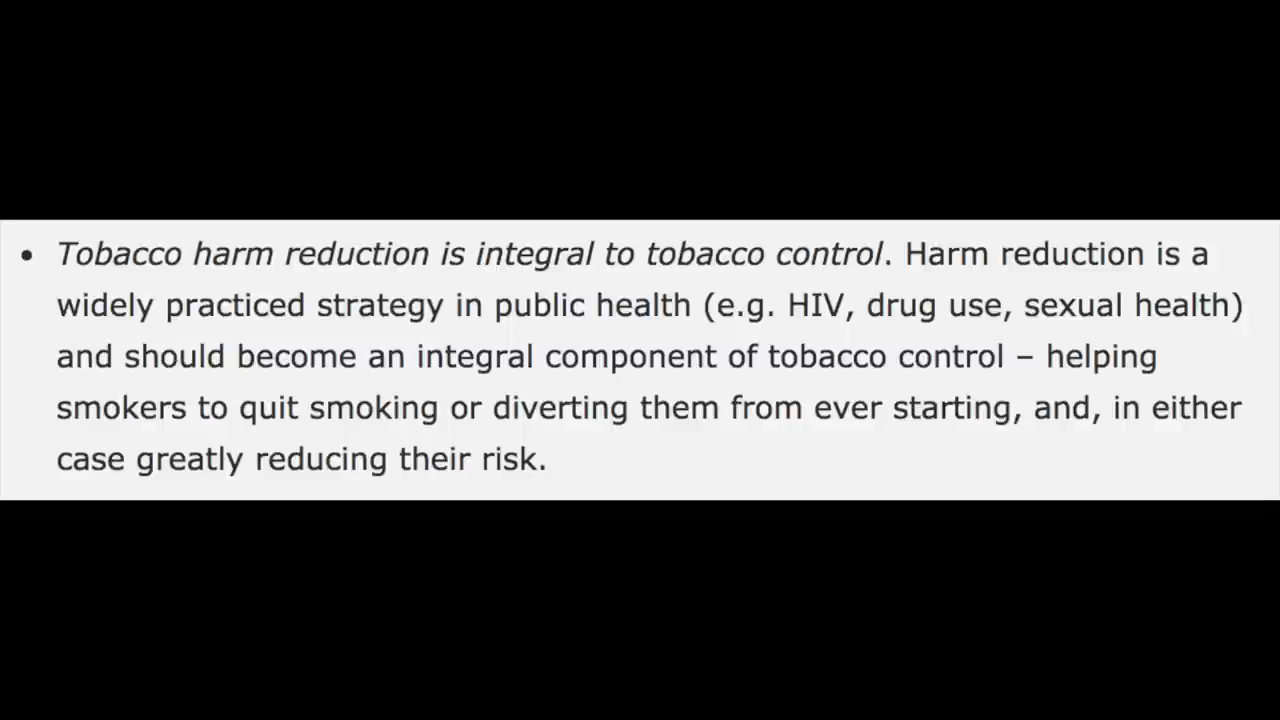 • Tobacco harm reduction is integral to tobacco control. Harm reduction is a
widely practiced strategy in public health (e.g. HIV, drug use, sexual health)
and should become an integral component of tobacco control – helping
smokers to quit smoking or diverting them from ever starting, and, in either
case greatly reducing their risk.